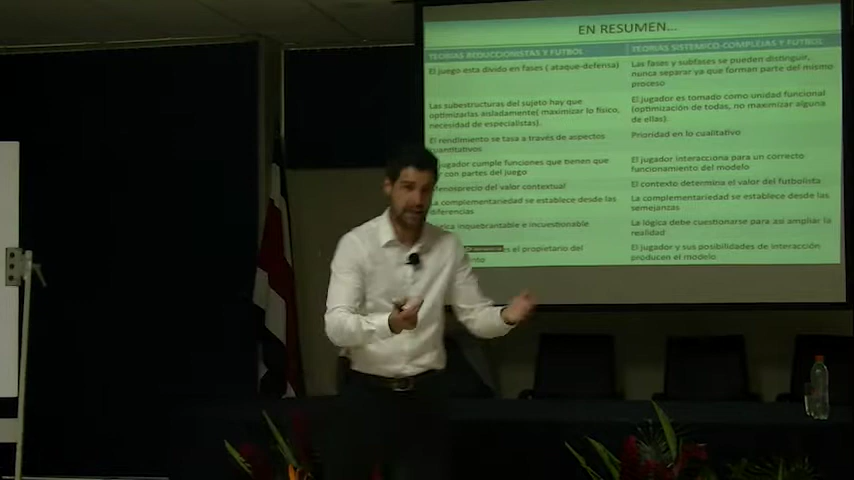 EN RESUMEN...
TEORIAS REDUCCIONISTAS Y FUTBOL
TEORIAS SISTEMICO-COMPLEJAS Y FUTBOL
El juego esta divido en fases ( ataque-defensa)
Las fases y subfases se pueden distinguir,
nunca separar ya que forman parte del mismo
proceso
Las subestructuras del sujeto hay que
optimizarlas aisladamente( maximizar lo físico,
necesidad de especialistas).
El jugador es tomado como unidad funcional
(optimización de todas, no maximizar alguna
de ellas).
El rendimiento se tasa a través de aspectos
cuantitativos
Prioridad en lo cualitativo
jugador cumple funciones que tienen que
con partes del juego
El jugador interacciona para un correcto
funcionamiento del modelo
Menosprecio del valor contextual
El contexto determina el valor del futbolista
La complementariedad se establece desde las
diferencias
La complementariedad se establece desde las
semejanzas
inquebrantable e incuestionable
La lógica debe cuestionarse para asi ampliar la
realidad
es el propietario del
El jugador y sus posibilidades de interacción
producen el modelo